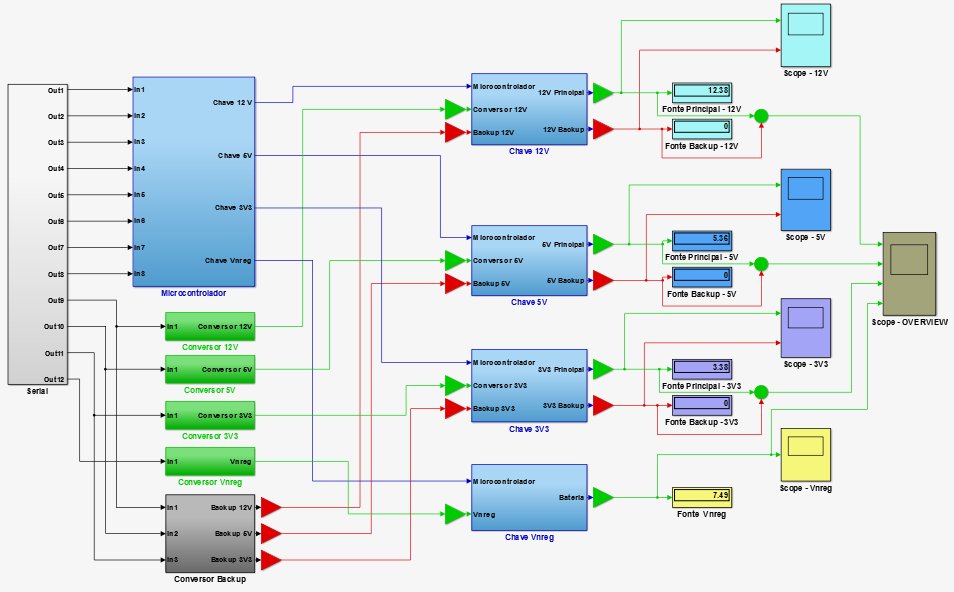 Out1
Out2
Out3
Out4
Out5
Out6
Out7
Out8
Out9
Out10
Out11
Out12
Serial
In1
In2
In3
In4
In5
In6
In7
In8
Chave 12 V
Chave 5V
Chave 3V3
Chave Vnreg
Microcontrolador
In1 Conversor 12V
Conversor 12V
In1 Conversor 5V
Conversor 5V
In1 Conversor 3V3
Conversor 3V3
In1 Vnreg
Conversor Vnreg
In1 Backup 12V
In2 Backup 5V
In3 Backup 3V3
Conversor Backup
Microcontrolador
Conversor 12V
Backup 12V
12V Principal
12V Backup
Chave 12V
Microcontrolador
Conversor 5V
Backup 5V
5V Principal
5V Backup
Chave 5V
Microcontrolador
Conversor 3V3
Backup 3V3
3V3 Principal
3V3 Backup
Chave 3V3
Microcontrolador
Vnreg
Bateria
Chave Vnreg
Scope - 12V
12.38
Fonte Principal - 12V
0
Fonte Backup - 12V
Scope - 5V
5.36
Fonte Principal - 5V
0
Fonte Backup - 5V
Scope - 3V3
3.38
Fonte Principal - 3V3
0
Fonte Backup - 3V3
Scope - Vnreg
7.49
Fonte Vnreg
Scope - OVERVIEW